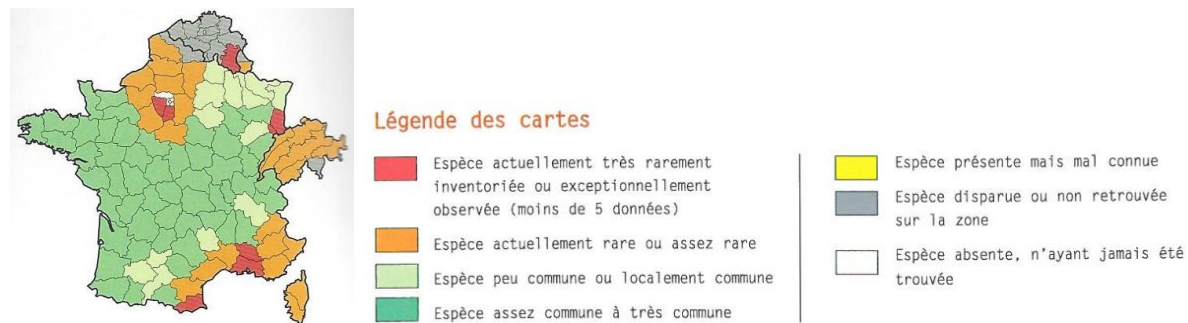 Légende des cartes
Espèce actuellement très rarement
inventoriée ou exceptionnellement
observée (moins de 5 données)
Espèce actuellement rare ou assez rare
Espèce peu commune ou localement commune
Espèce assez commune à très commune
Espèce présente mais mal connue
Espèce disparue ou non retrouvée
sur la zone
Espèce absente, n'ayant jamais été
trouvée